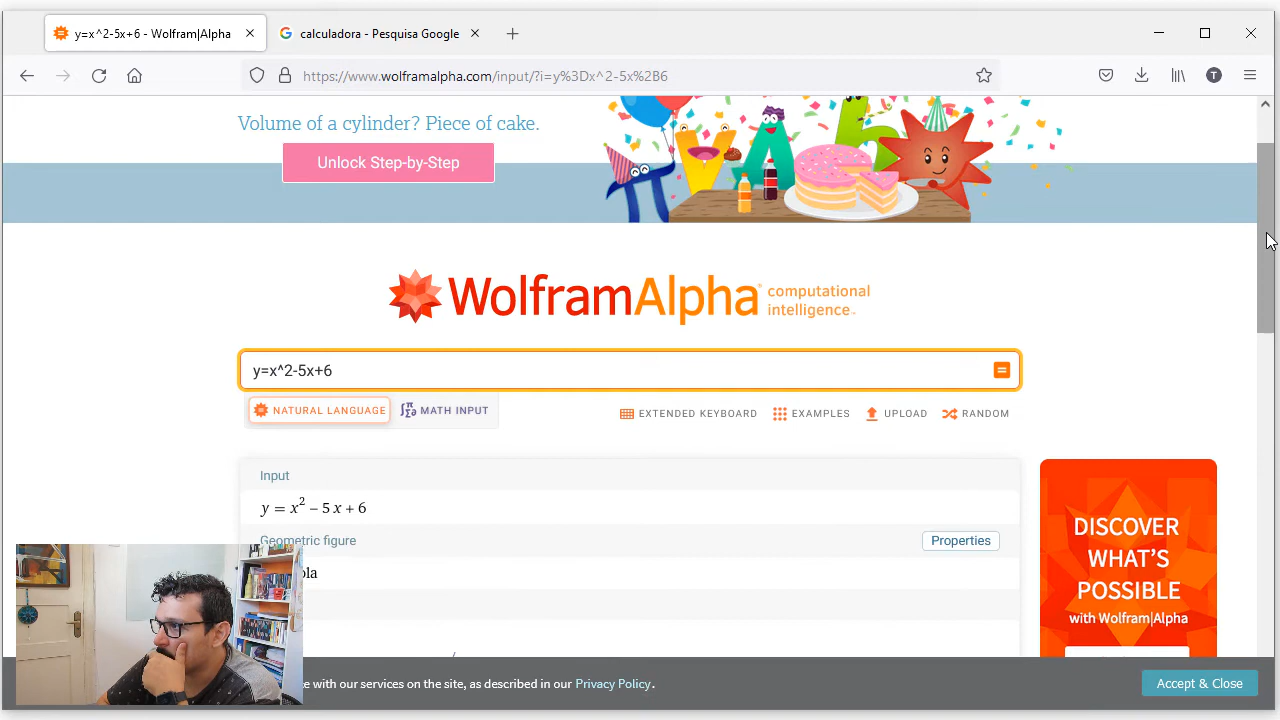 y=x^2-5x+6 - Wolfram|Alpha
calculadora - Pesquisa Google
https://www.wolframalpha.com/input/?i=y%3Dx^2-5x%2B6
T
Volume of a cylinder? Piece of cake.
Unlock Step-by-Step
WolframAlpha computational intelligence.
y=x^2-5x+6
NATURAL LANGUAGE
MATH INPUT
EXTENDED KEYBOARD
EXAMPLES
UPLOAD
RANDOM
Input
y = x² – 5 x + 6
Geometric figure
Properties
DISCOVER
WHAT'S
POSSIBLE
with Wolfram|Alpha
e with our services on the site, as described in our Privacy Policy.
Accept & Close